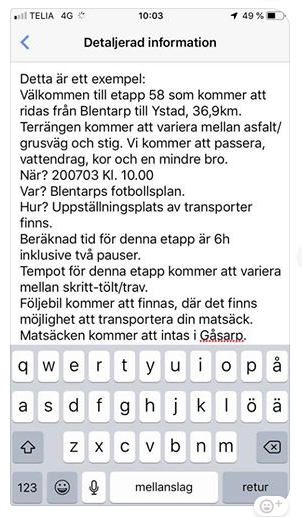 TELIA 4G 10:03 49 %
Detaljerad information
Detta är ett exempel:
Välkommen till etapp 58 som kommer att
ridas från Blentarp till Ystad, 36,9km.
Terrängen kommer att variera mellan asfalt/
grusväg och stig. Vi kommer att passera,
vattendrag, kor och en mindre bro.
När? 200703 Kl. 10.00
Var? Blentarps fotbollsplan.
Hur? Uppställningsplats av transporter
finns.
Beräknad tid för denna etapp är 6h
inklusive två pauser.
Tempot för denna etapp kommer att variera
mellan skritt-tölt/trav.
Följebil kommer att finnas, där det finns
möjlighet att transportera din matsäck.
Matsäcken kommer att intas i Gåsarp.
q w e r t y u i o p å
a s d f g h j k l ö ä
z x c v b n m
123 mellanslag retur